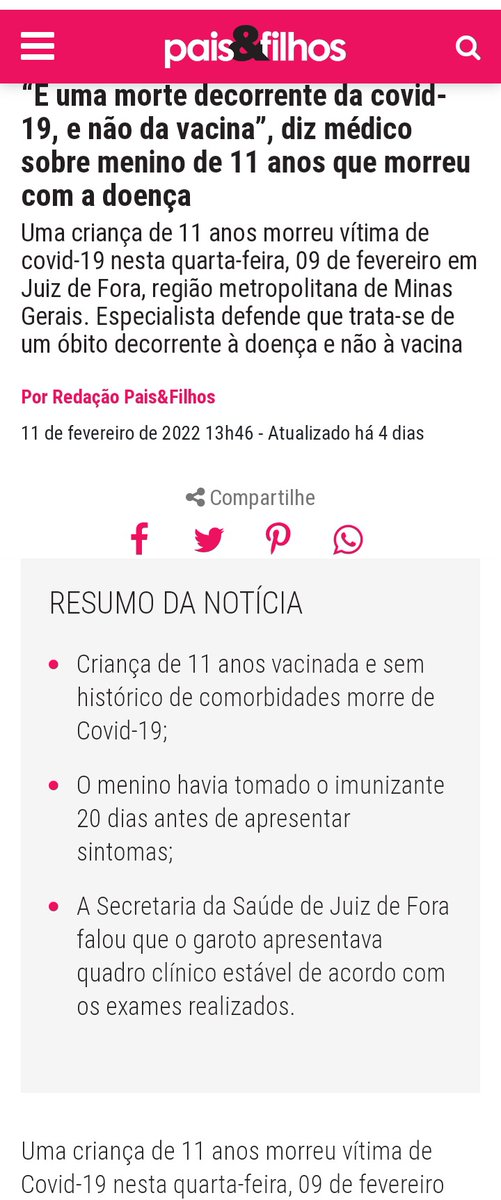 pais&filhos
“É uma morte decorrente da covid-
19, e não da vacina”, diz médico
sobre menino de 11 anos que morreu
com a doença
Uma criança de 11 anos morreu vítima de
covid-19 nesta quarta-feira, 09 de fevereiro em
Juiz de Fora, região metropolitana de Minas
Gerais. Especialista defende que trata-se de
um óbito decorrente à doença e não à vacina
Por Redação Pais&Filhos
11 de fevereiro de 2022 13h46 - Atualizado há 4 dias
Compartilhe
RESUMO DA NOTÍCIA
Criança de 11 anos vacinada e sem
histórico de comorbidades morre de
Covid-19;
O menino havia tomado o imunizante
20 dias antes de apresentar
sintomas;
A Secretaria da Saúde de Juiz de Fora
falou que o garoto apresentava
quadro clínico estável de acordo com
os exames realizados.
Uma criança de 11 anos morreu vítima de
Covid-19 nesta quarta-feira, 09 de fevereiro